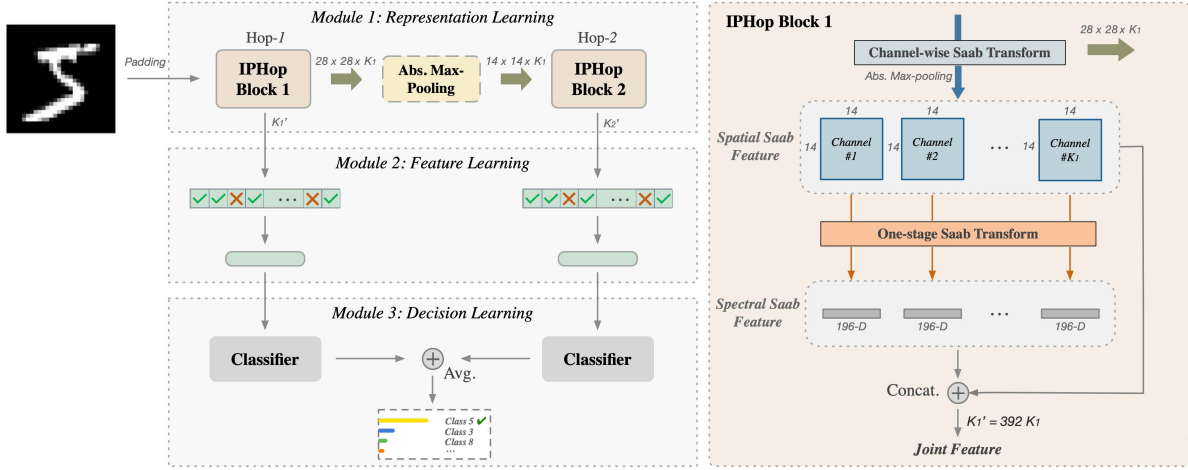 Module 1: Representation Learning
Padding
Hop-1
IPHop
Block 1
28 x 28 x K₁
Abs. Max-
Pooling
14 x 14 x K₁
Hop-2
IPHop
Block 2
K₁’
K₂’
Module 2: Feature Learning
...
...
Module 3: Decision Learning
Classifier
+
Avg.
Classifier
Class 5
Class 3
Class 8
...
IPHop Block 1
Channel-wise Saab Transform
28 x 28 x K₁
Abs. Max-pooling
Spatial Saab
Feature
14
14
Channel
#1
14
14
Channel
#2
...
14
14
Channel
#K₁
One-stage Saab Transform
Spectral Saab
Feature
196-D
196-D
...
196-D
Concat.
+
K₁’ = 392 K₁
Joint Feature